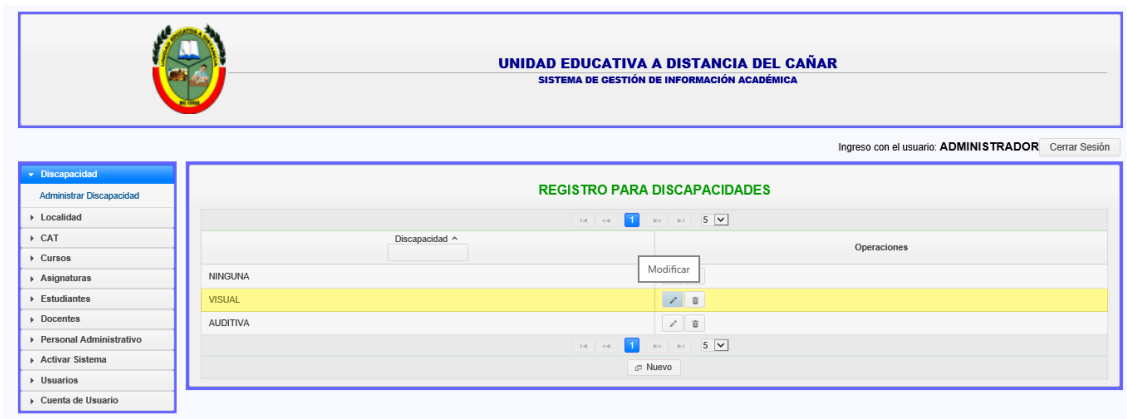 UNIDAD EDUCATIVA A DISTANCIA DEL CAÑAR
SISTEMA DE GESTIÓN DE INFORMACIÓN ACADÉMICA
Ingreso con el usuario: ADMINISTRADOR Cerrar Sesión
Discapacidad
Administrar Discapacidad
Localidad
CAT
Cursos
Asignaturas
Estudiantes
Docentes
Personal Administrativo
Activar Sistema
Usuarios
Cuenta de Usuario
REGISTRO PARA DISCAPACIDADES
1 5
Discapacidad Operaciones
Modificar
NINGUNA
VISUAL
AUDITIVA
1 5
Nuevo